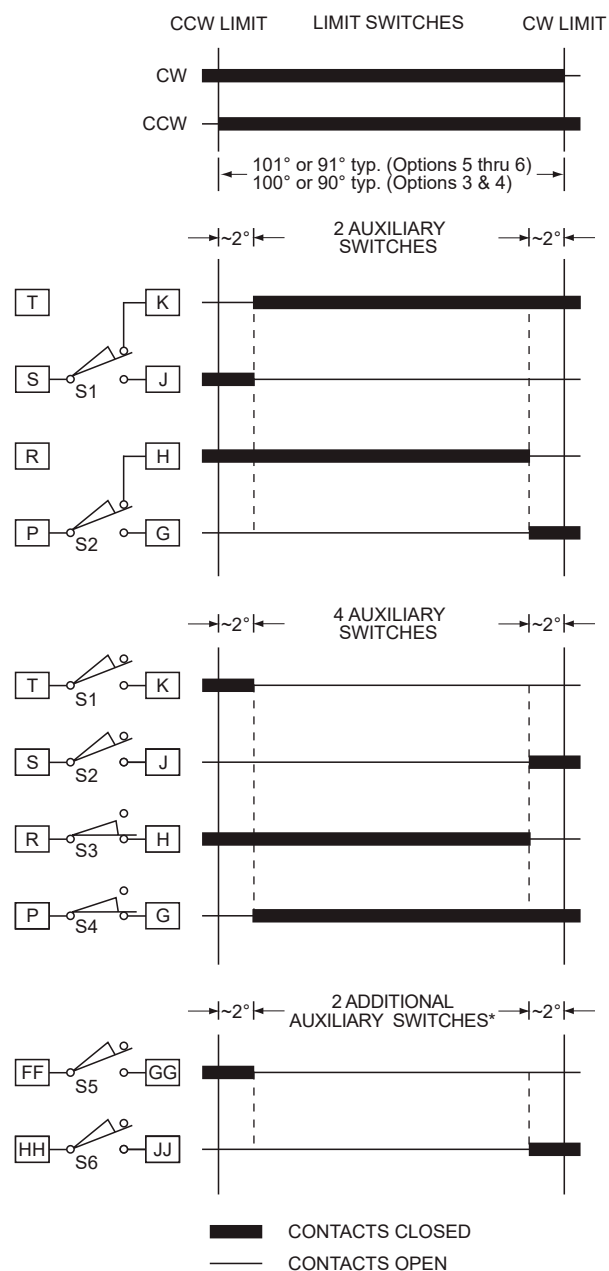 CCW LIMIT LIMIT SWITCHES CW LIMIT
CW
CCW
101° or 91° typ. (Options 5 thru 6)
100° or 90° typ. (Options 3 & 4)
~2° 2 AUXILIARY SWITCHES ~2°
T K
S S1 J
R H
P S2 G
~2° 4 AUXILIARY SWITCHES ~2°
T S1 K
S S2 J
R S3 H
P S4 G
~2° 2 ADDITIONAL AUXILIARY SWITCHES* ~2°
FF S5 GG
HH S6 JJ
CONTACTS CLOSED
CONTACTS OPEN